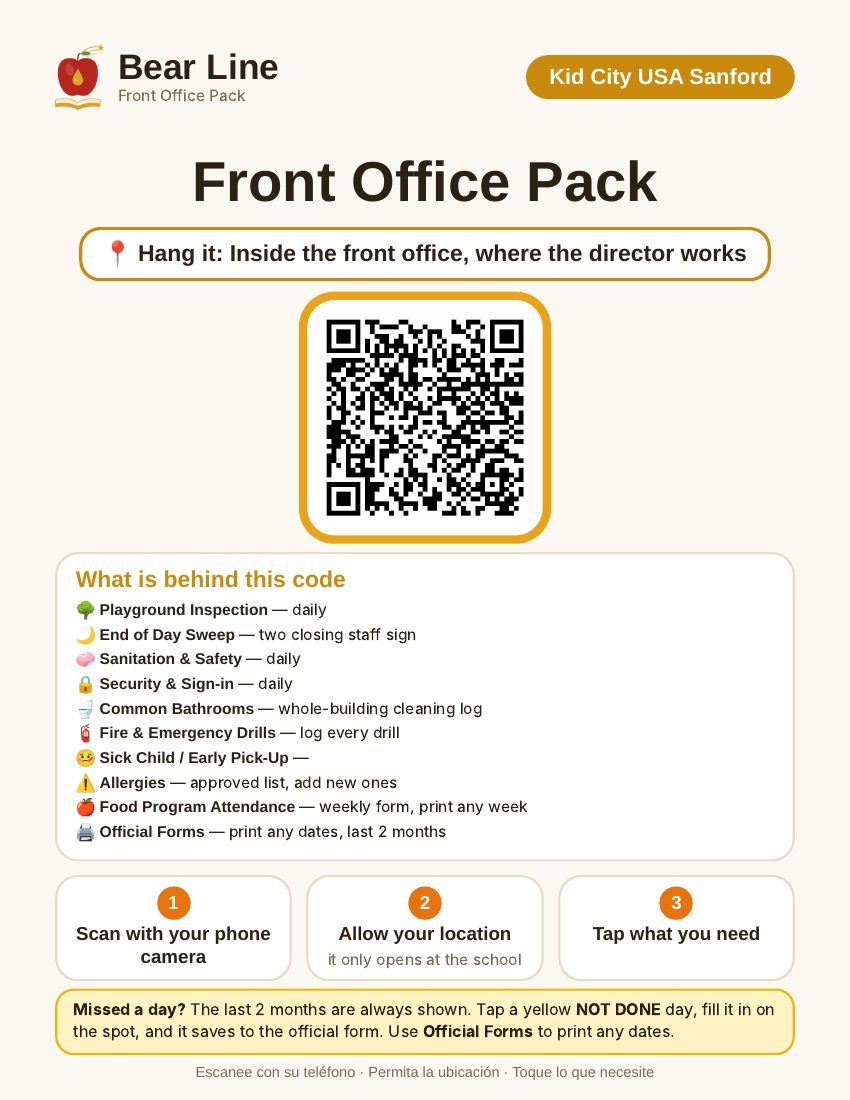 Bear Line
Front Office Pack
Kid City USA Sanford
Front Office Pack
📍 Hang it: Inside the front office, where the director works
What is behind this code
🌳 Playground Inspection — daily
🌙 End of Day Sweep — two closing staff sign
🧼 Sanitation & Safety — daily
🔒 Security & Sign-in — daily
🚽 Common Bathrooms — whole-building cleaning log
🧯 Fire & Emergency Drills — log every drill
🤒 Sick Child / Early Pick-Up —
⚠️ Allergies — approved list, add new ones
🍎 Food Program Attendance — weekly form, print any week
🖨️ Official Forms — print any dates, last 2 months
1
Scan with your phone
camera
2
Allow your location
it only opens at the school
3
Tap what you need
Missed a day? The last 2 months are always shown. Tap a yellow NOT DONE day, fill it in on
the spot, and it saves to the official form. Use Official Forms to print any dates.
Escanee con su teléfono · Permita la ubicación · Toque lo que necesite